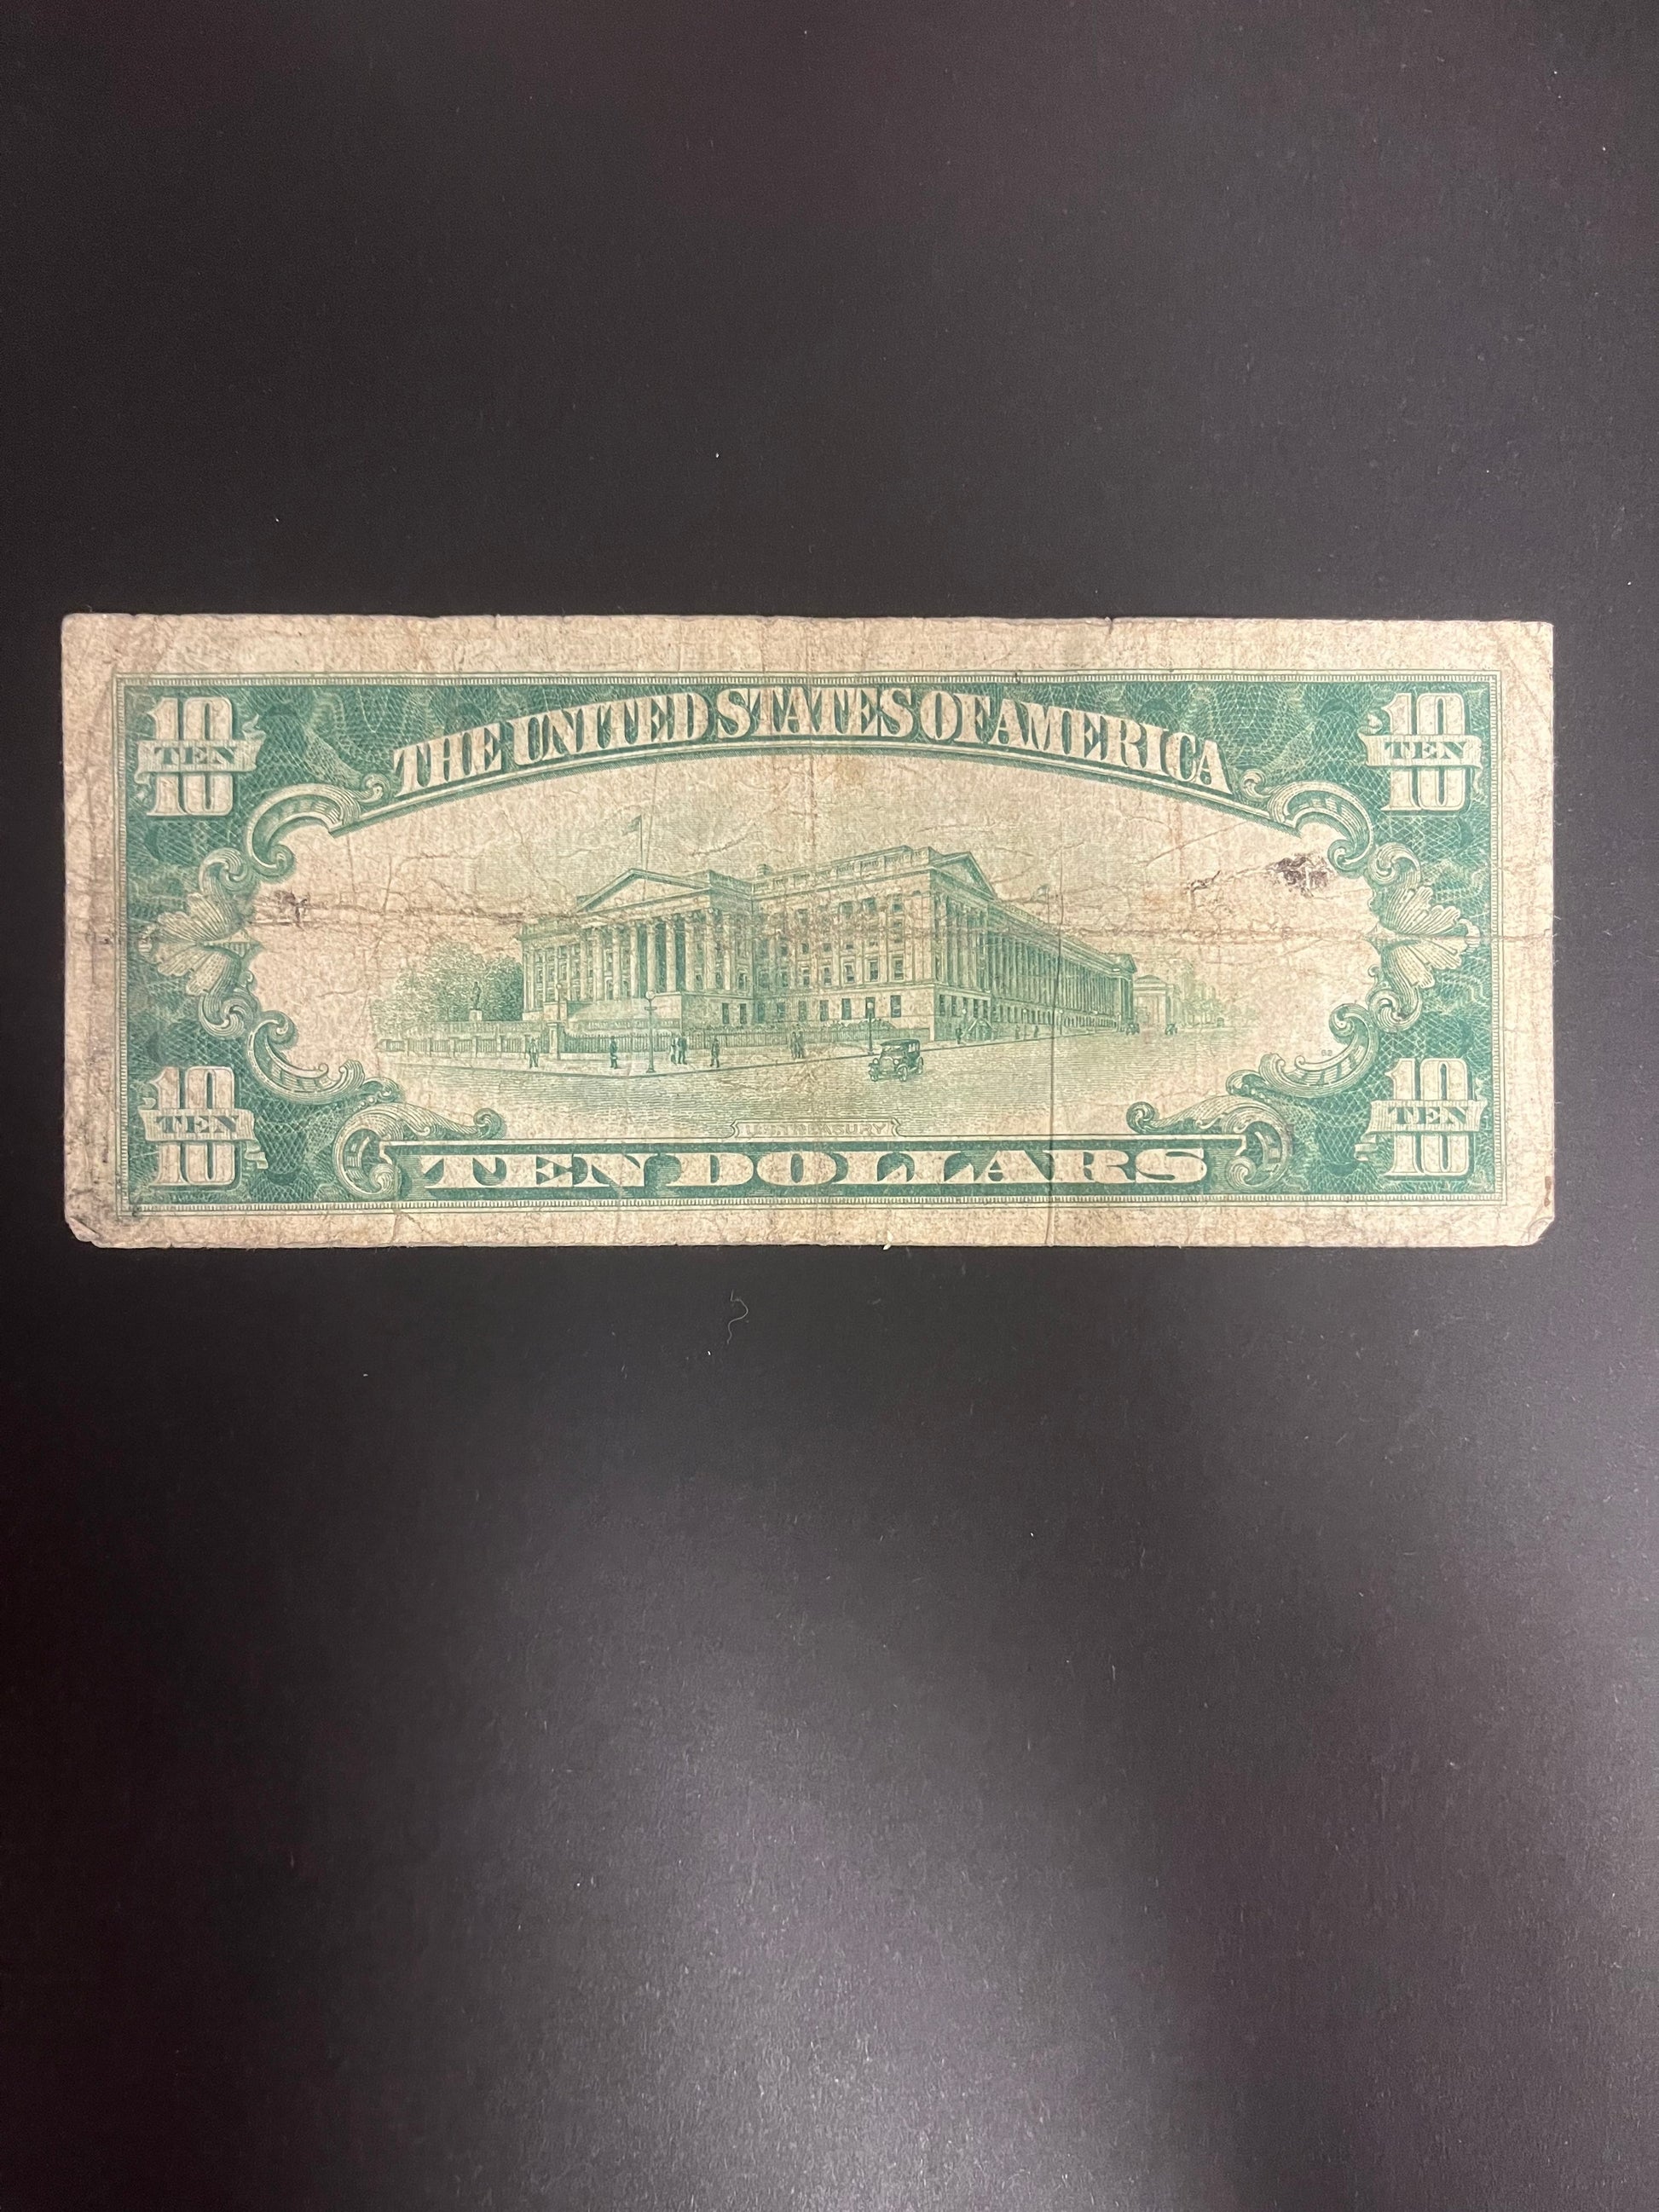 10 TEN 10
THE UNITED STATES OF AMERICA
10 TEN 10
U.S. TREASURY
10 TEN 10
TEN DOLLARS
10 TEN 10